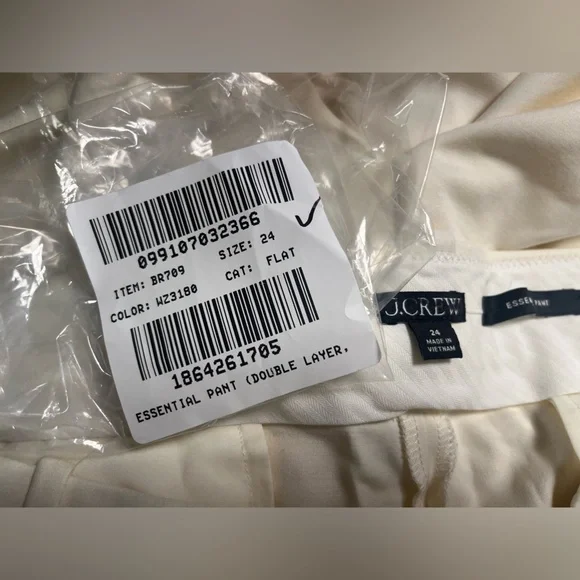 099107032366
ITEM: BR709 SIZE: 24
COLOR: WZ3180 CAT: FLAT
1864261705
ESSENTIAL PANT (DOUBLE LAYER,
J.CREW
24
MADE IN
VIETNAM
PANT